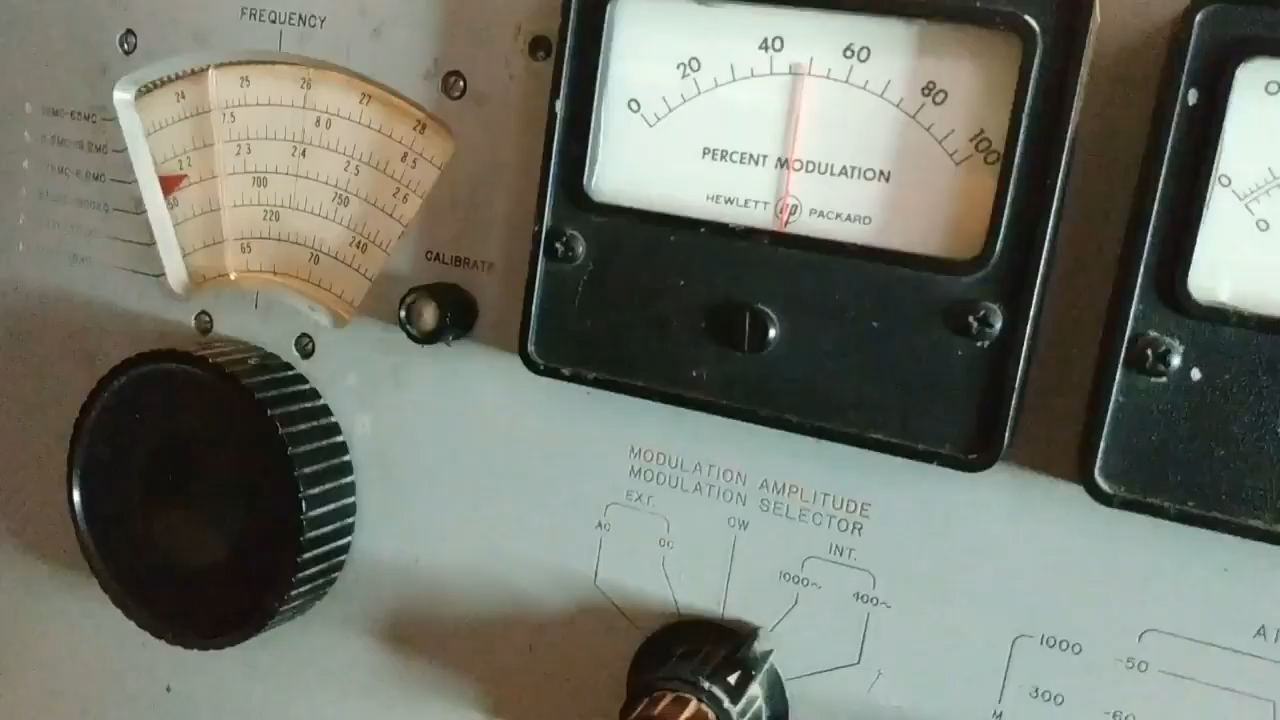 FREQUENCY
24 25 26 27 28
7.5 8.0 8.5
2.2 2.3 2.4 2.5 2.6
700 750
220 240
65 70
CALIBRATE
0 20 40 60 80 100
PERCENT MODULATION
HEWLETT hp PACKARD
0
0
0
MODULATION AMPLITUDE
MODULATION SELECTOR
EXT.
AC
DC
CW
INT.
1000~
400~
1000
-50
300
-60